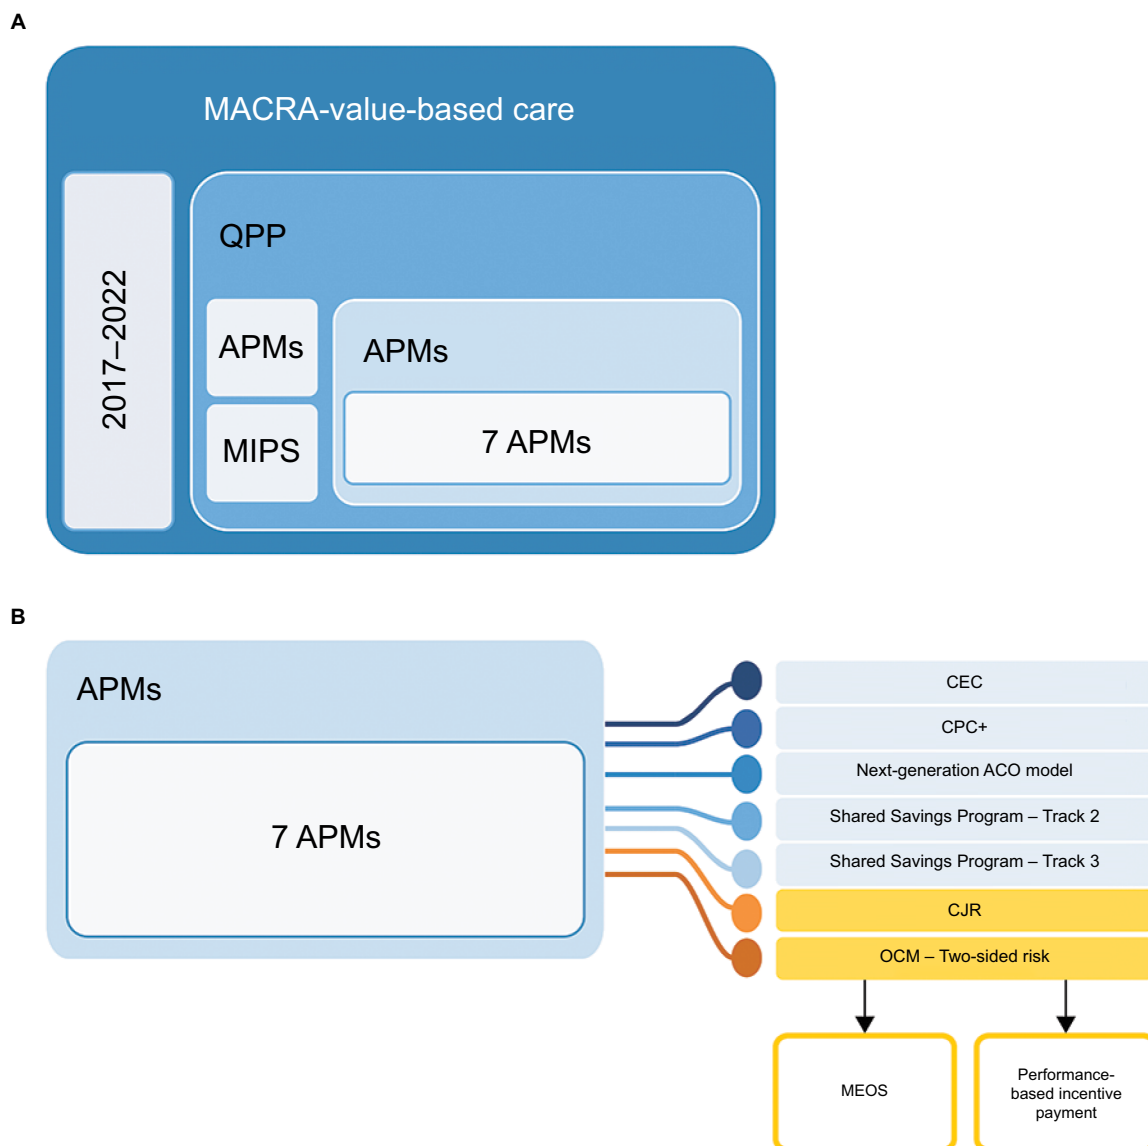 A
MACRA-value-based care
2017–2022
QPP
APMs
MIPS
APMs
7 APMs
B
APMs
7 APMs
CEC
CPC+
Next-generation ACO model
Shared Savings Program – Track 2
Shared Savings Program – Track 3
CJR
OCM – Two-sided risk
MEOS
Performance-
based incentive
payment